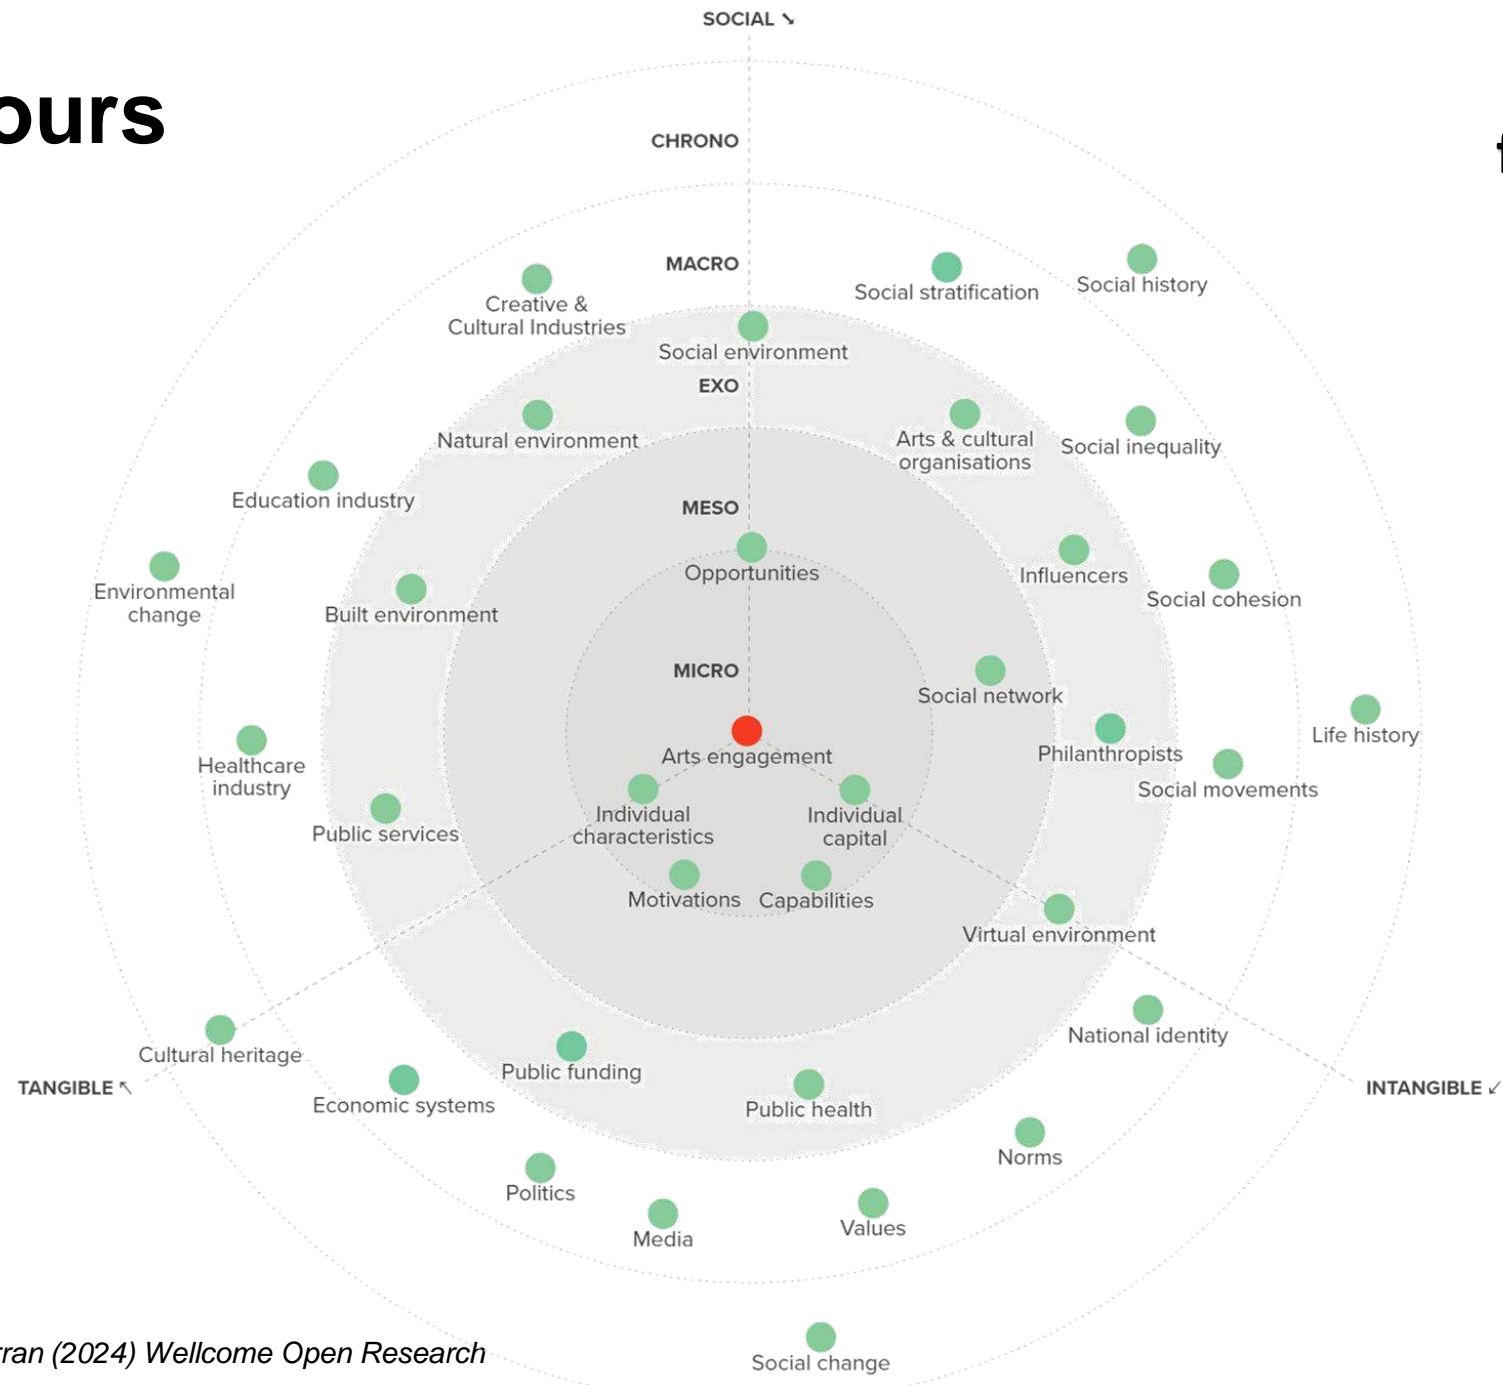 SOCIAL ↘
ours
f
CHRONO
MACRO
Creative &
Cultural Industries
Social stratification
Social history
Social environment
EXO
Natural environment
Arts & cultural
organisations
Social inequality
Education industry
MESO
Opportunities
Influencers
Environmental
change
Built environment
Social cohesion
MICRO
Social network
Arts engagement
Philanthropists
Life history
Healthcare
industry
Social movements
Individual
characteristics
Individual
capital
Public services
Motivations
Capabilities
Virtual environment
National identity
Cultural heritage
TANGIBLE ↖
INTANGIBLE ↙
Public funding
Economic systems
Public health
Norms
Politics
Media
Values
rran (2024) Wellcome Open Research
Social change